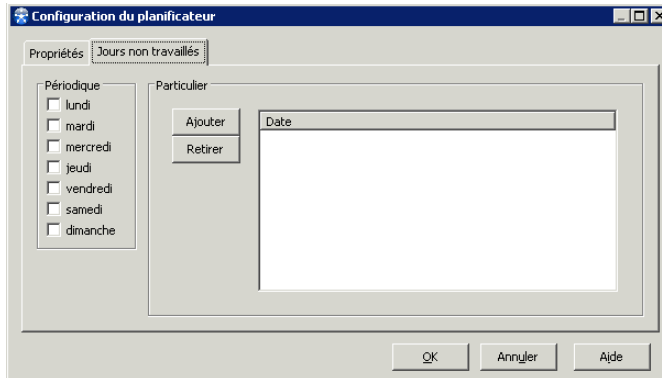 Configuration du planificateur
Propriétés Jours non travaillés
Périodique
lundi
mardi
mercredi
jeudi
vendredi
samedi
dimanche
Particulier
Ajouter
Retirer
Date
OK Annuler Aide